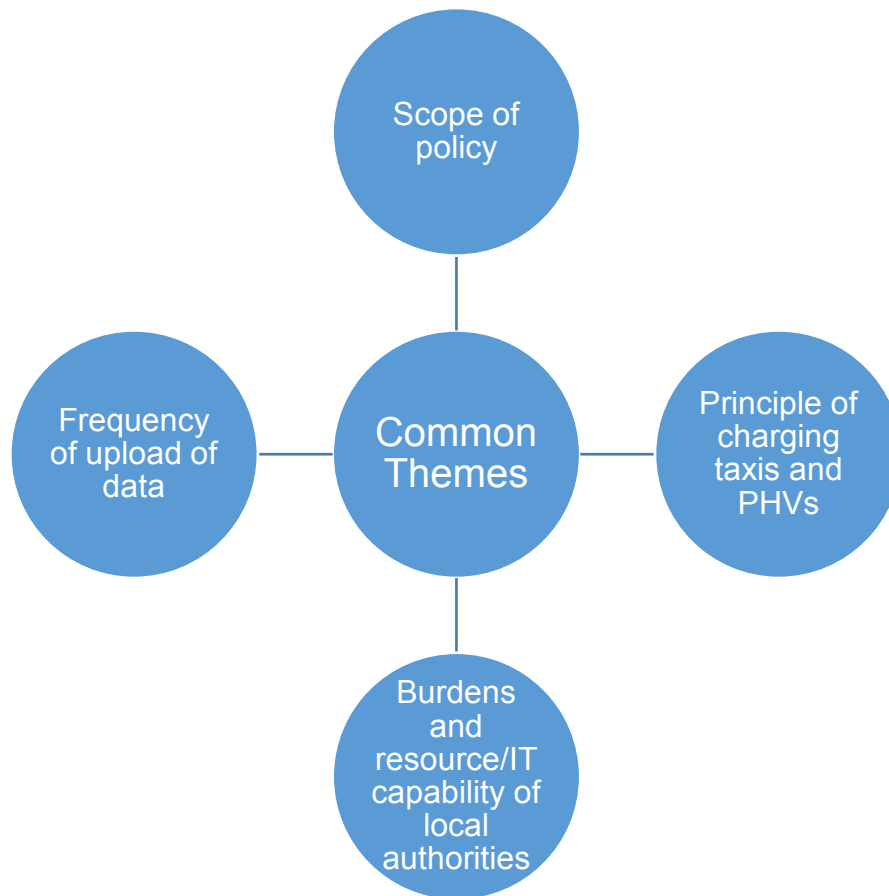 Scope of
policy
Frequency
of upload of
data
Common
Themes
Principle of
charging
taxis and
PHVs
Burdens
and
resource/IT
capability of
local
authorities